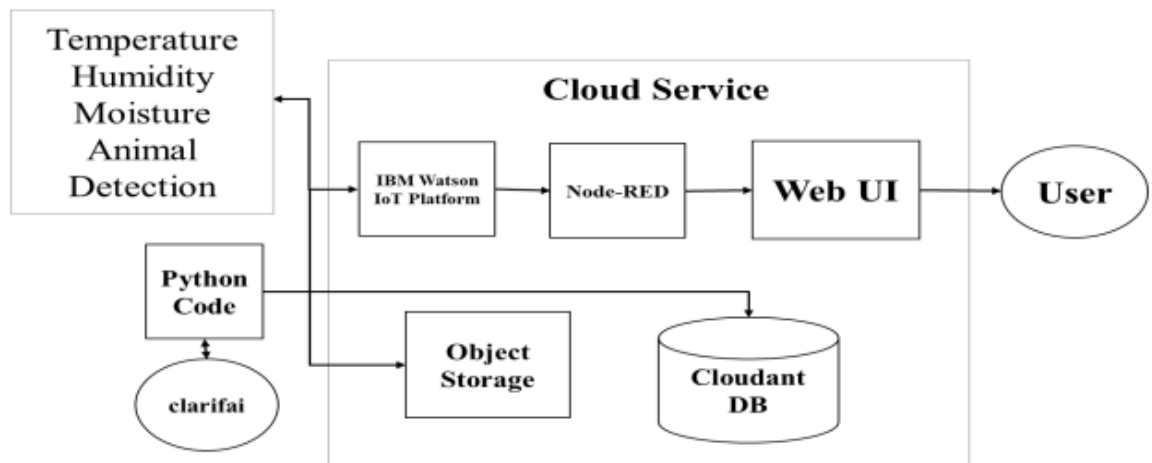 Temperature
Humidity
Moisture
Animal
Detection
Cloud Service
IBM Watson
IoT Platform
Node-RED
Web UI
User
Python
Code
Object
Storage
Cloudant
DB
clarifai